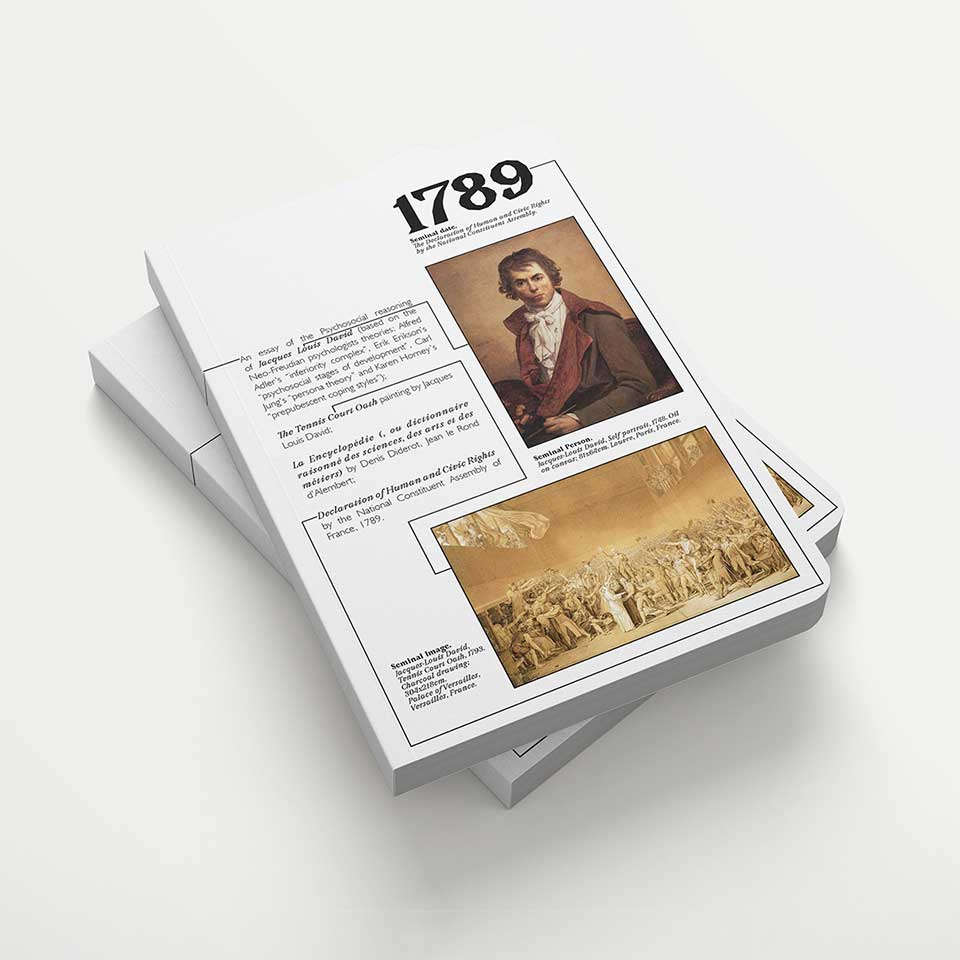 1789
Seminal date.
The Declaration of Human and Civic Rights
by the National Constituent Assembly.
An essay of the Psychosocial reasoning
of Jacques Louis David (based on the
Neo-Freudian psychologists theories: Alfred
Adler's "inferiority complex", Erik Erikson's
"psychosocial stages of development", Carl
Jung's "persona theory" and Karen Horney's
"prepubescent coping styles");
The Tennis Court Oath painting by Jacques
Louis David;
La Encyclopédie (, ou dictionnaire
raisonné des sciences, des arts et des
métiers) by Denis Diderot, Jean le Rond
d'Alembert;
Declaration of Human and Civic Rights
by the National Constituent Assembly of
France, 1789.
Seminal Person.
Jacques-Louis David, Self portrait, 1748. Oil
on canvas; 81x64cm. Louvre, Paris, France.
Seminal Image.
Jacques-Louis David,
Tennis Court Oath, 1793.
Charcoal drawing;
304x218cm.
Palace of Versailles,
Versailles, France.